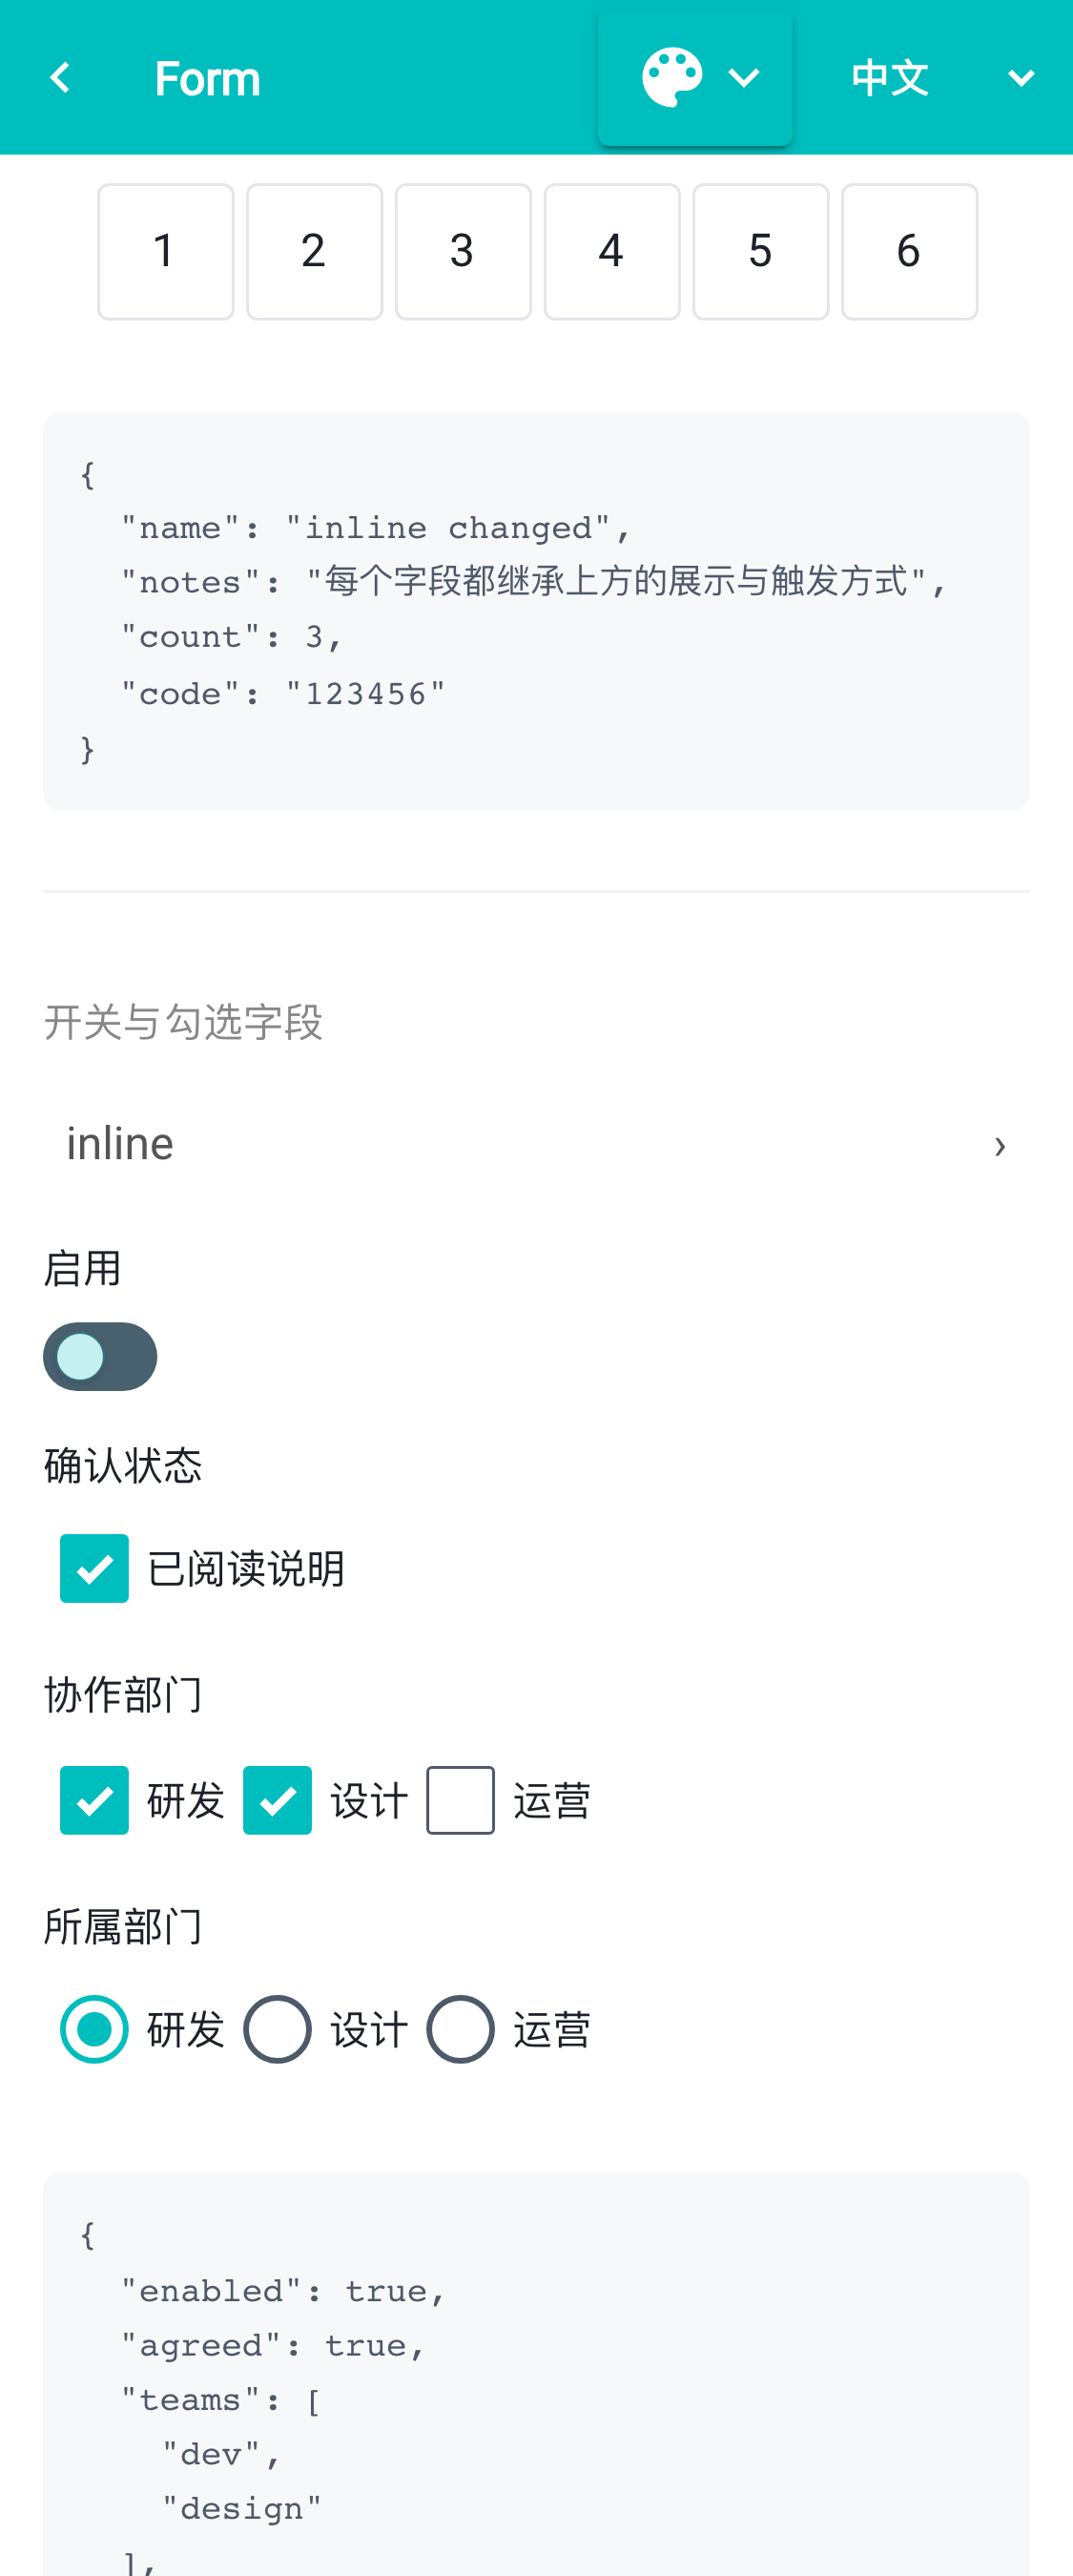 Form
中文
1 2 3 4 5 6
{
"name": "inline changed",
"notes": "每个字段都继承上方的展示与触发方式",
"count": 3,
"code": "123456"
}
开关与勾选字段
inline ›
启用
确认状态
已阅读说明
协作部门
研发 设计 运营
所属部门
研发 设计 运营
{
"enabled": true,
"agreed": true,
"teams": [
"dev",
"design"
],